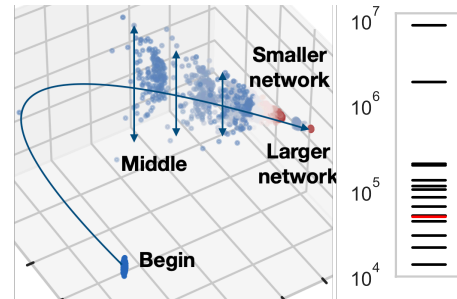 Smaller
network
Larger
network
Middle
Begin
10^7
10^6
10^5
10^4